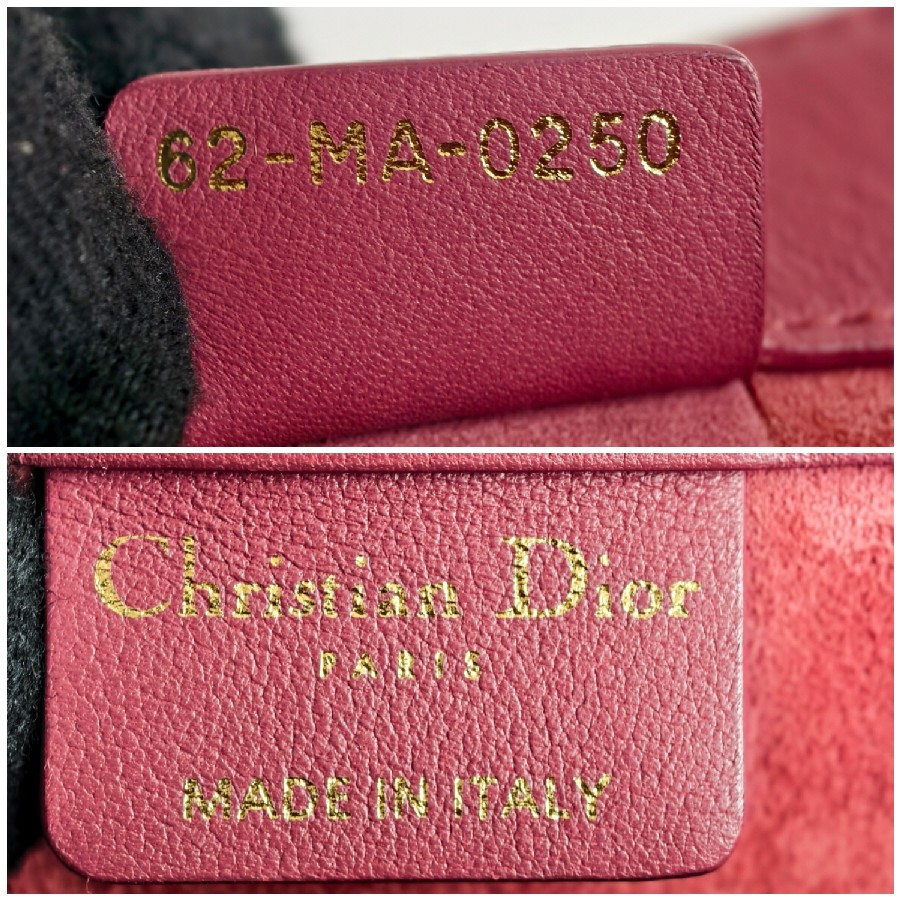 62-MA-0250
Christian Dior
PARIS
MADE IN ITALY